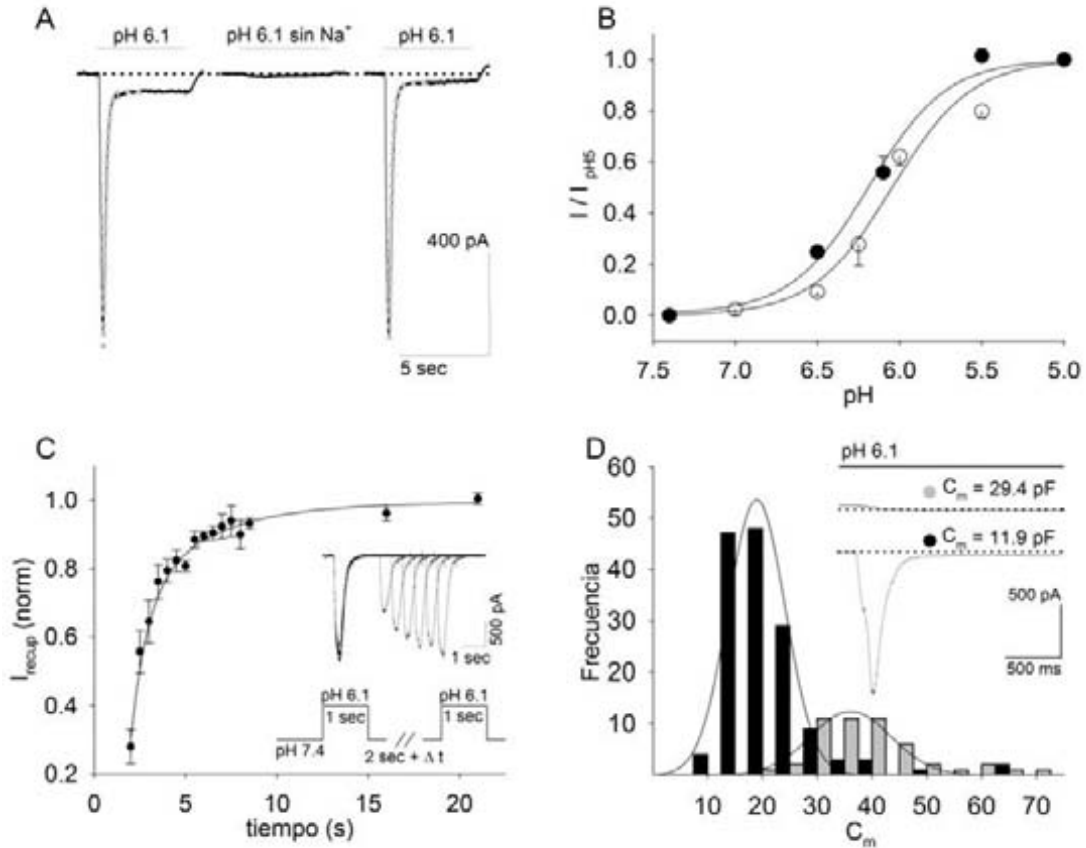 A
pH 6.1
pH 6.1 sin Na⁺
pH 6.1
400 pA
5 sec
B
I / I pH5
1.0
0.8
0.6
0.4
0.2
0.0
7.5 7.0 6.5 6.0 5.5 5.0
pH
C
I recup (norm)
1.0
0.8
0.6
0.4
0.2
0 5 10 15 20
tiempo (s)
500 pA
1 sec
pH 6.1
1 sec
pH 6.1
1 sec
pH 7.4
2 sec + Δ t
D
pH 6.1
Cm = 29.4 pF
Cm = 11.9 pF
500 pA
500 ms
Frecuencia
60
50
40
30
20
10
10 20 30 40 50 60 70
Cm